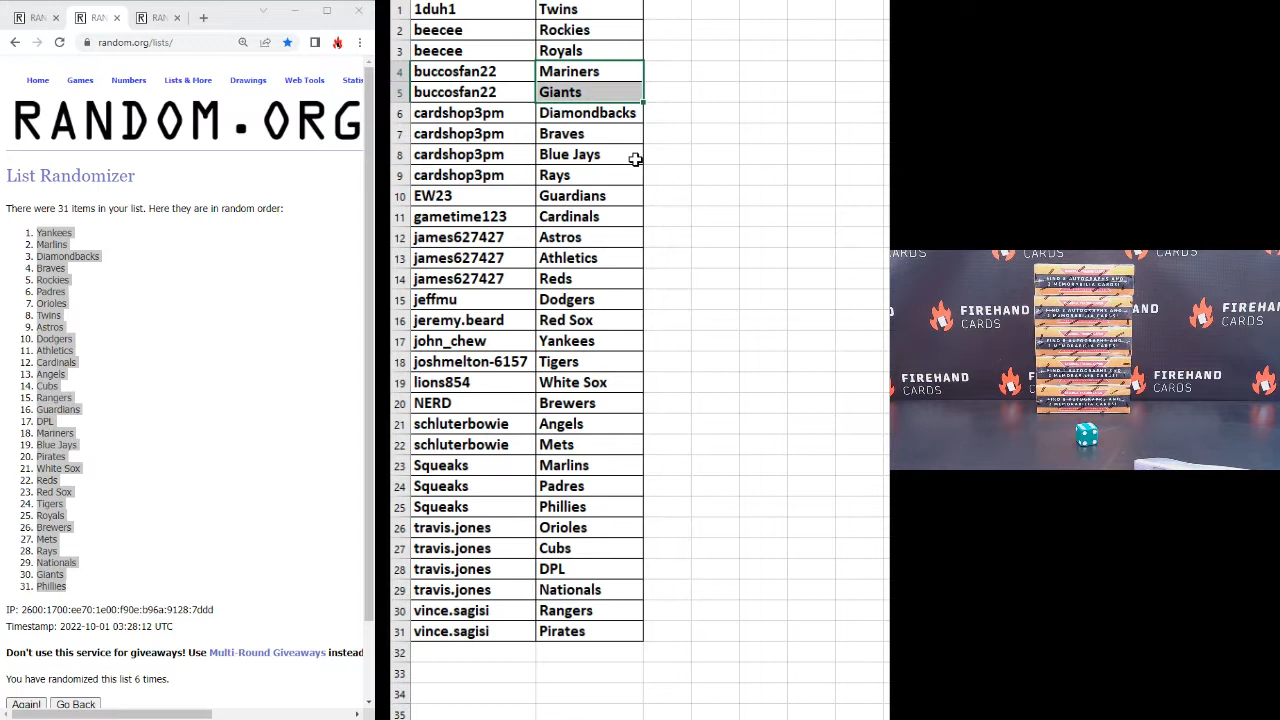 RAN
RAN
RAN
random.org/lists/
Home Games Numbers Lists & More Drawings Web Tools Statis
RANDOM.ORG
List Randomizer
There were 31 items in your list. Here they are in random order:
1. Yankees
2. Marlins
3. Diamondbacks
4. Braves
5. Rockies
6. Padres
7. Orioles
8. Twins
9. Astros
10. Dodgers
11. Athletics
12. Cardinals
13. Angels
14. Cubs
15. Rangers
16. Guardians
17. DPL
18. Mariners
19. Blue Jays
20. Pirates
21. White Sox
22. Reds
23. Red Sox
24. Tigers
25. Royals
26. Brewers
27. Mets
28. Rays
29. Nationals
30. Giants
31. Phillies
IP: 2600:1700:ee70:1e00:f90e:b96a:9128:7ddd
Timestamp: 2022-10-01 03:28:12 UTC
Don't use this service for giveaways! Use Multi-Round Giveaways instead
You have randomized this list 6 times.
Again! Go Back
1 1duh1 Twins
2 beecee Rockies
3 beecee Royals
4 buccosfan22 Mariners
5 buccosfan22 Giants
6 cardshop3pm Diamondbacks
7 cardshop3pm Braves
8 cardshop3pm Blue Jays
9 cardshop3pm Rays
10 EW23 Guardians
11 gametime123 Cardinals
12 james627427 Astros
13 james627427 Athletics
14 james627427 Reds
15 jeffmu Dodgers
16 jeremy.beard Red Sox
17 john_chew Yankees
18 joshmelton-6157 Tigers
19 lions854 White Sox
20 NERD Brewers
21 schluterbowie Angels
22 schluterbowie Mets
23 Squeaks Marlins
24 Squeaks Padres
25 Squeaks Phillies
26 travis.jones Orioles
27 travis.jones Cubs
28 travis.jones DPL
29 travis.jones Nationals
30 vince.sagisi Rangers
31 vince.sagisi Pirates
32
33
34
35
CARDS
CARDS
CARDS
FIREHAND
CARDS
FIREHAND
CARDS
FIREHAND
CARDS
FIREHAND
CARDS